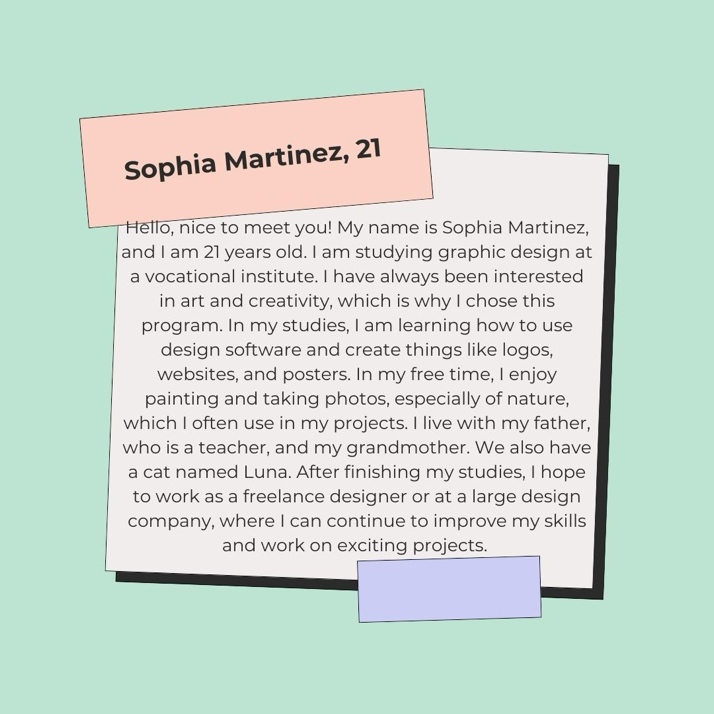 Sophia Martinez, 21
Hello, nice to meet you! My name is Sophia Martinez,
and I am 21 years old. I am studying graphic design at
a vocational institute. I have always been interested
in art and creativity, which is why I chose this
program. In my studies, I am learning how to use
design software and create things like logos,
websites, and posters. In my free time, I enjoy
painting and taking photos, especially of nature,
which I often use in my projects. I live with my father,
who is a teacher, and my grandmother. We also have
a cat named Luna. After finishing my studies, I hope
to work as a freelance designer or at a large design
company, where I can continue to improve my skills
and work on exciting projects.